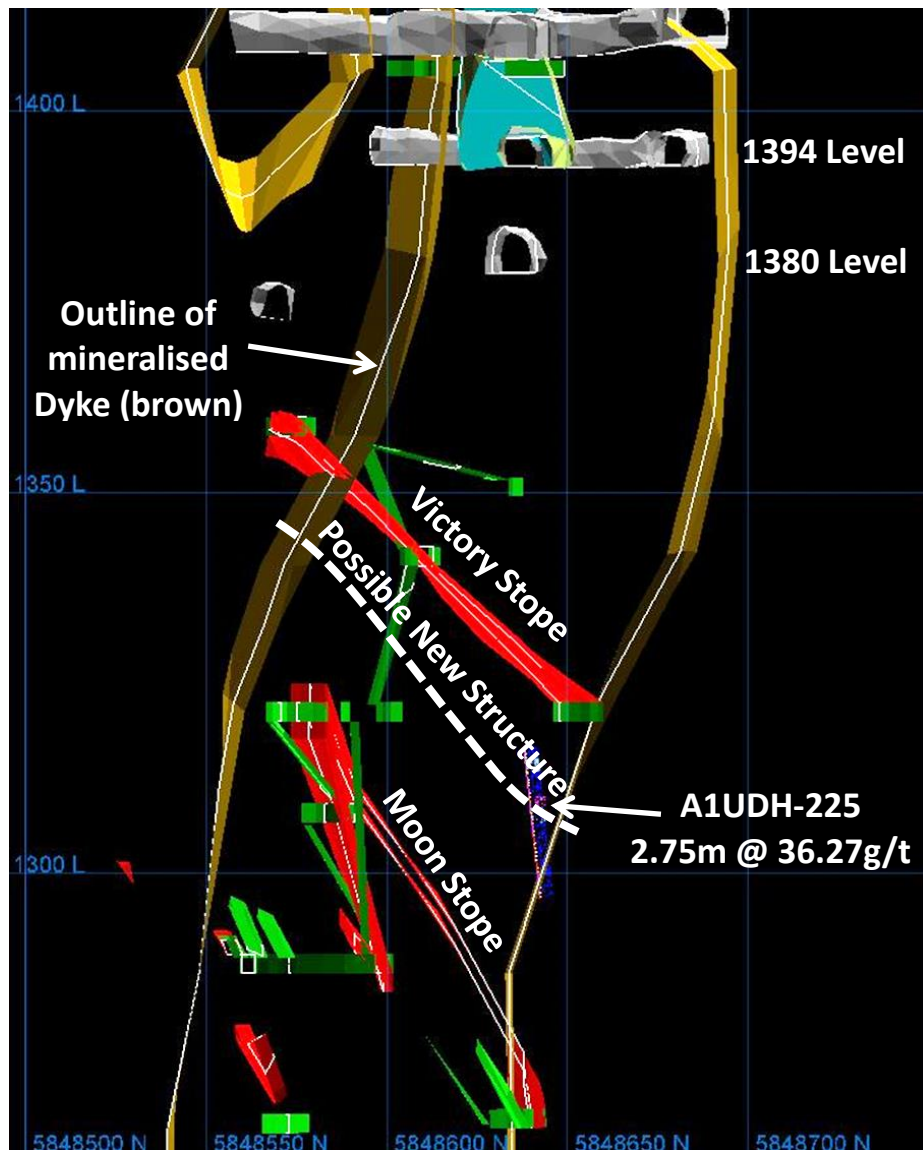 1400 L
1394 Level
1380 Level
Outline of
mineralised
Dyke (brown)
1350 L
Victory Stope
Possible New Structure
Moon Stope
A1UDH-225
2.75m @ 36.27g/t
1300 L
5848500 N
5848550 N
5848600 N
5848650 N
5848700 N